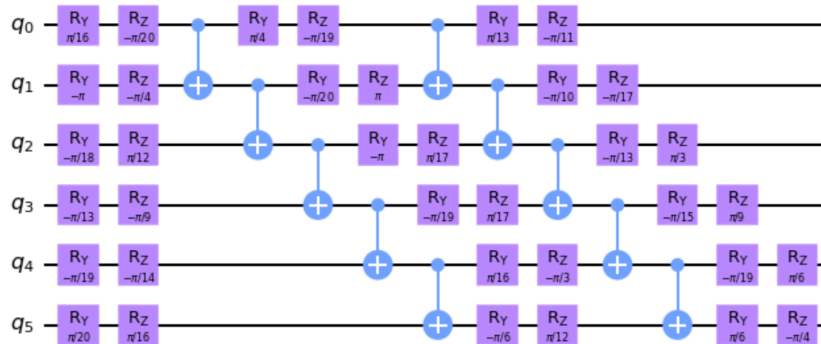 q0 RY π/16 RZ −π/20 RY π/4 RZ −π/19 RY π/13 RZ −π/11
q1 RY −π RZ −π/4 RY −π/20 RZ π RY −π/10 RZ −π/17
q2 RY −π/18 RZ π/12 RY −π RZ π/17 RY −π/13 RZ π/3
q3 RY −π/13 RZ −π/9 RY −π/19 RZ π/17 RY −π/15 RZ π/9
q4 RY −π/19 RZ −π/14 RY π/16 RZ −π/3 RY −π/19 RZ π/6
q5 RY π/20 RZ π/16 RY −π/6 RZ π/12 RY π/6 RZ −π/4